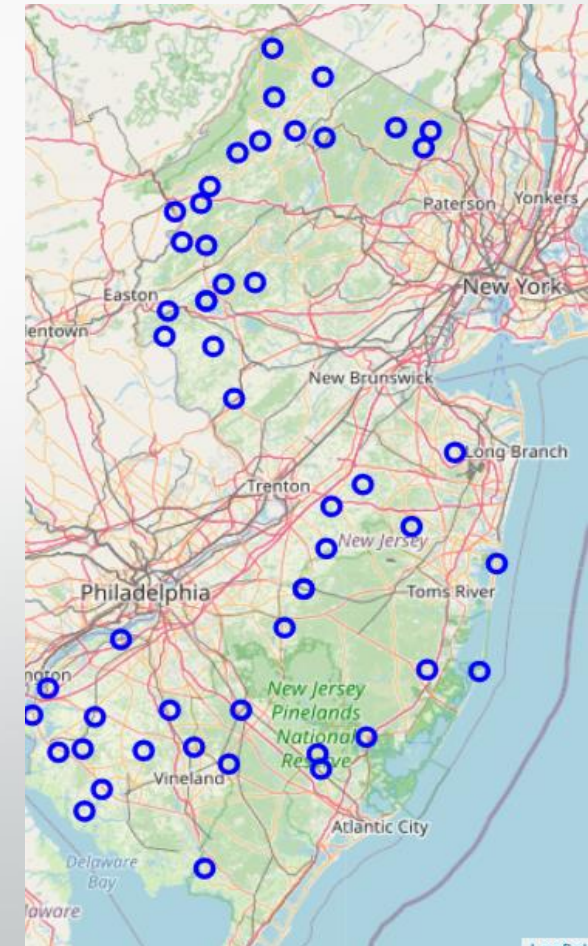 Paterson
Yonkers
New York
Easton
lentown
New Brunswick
Long Branch
Trenton
New Jersey
Philadelphia
Toms River
ngton
New Jersey
Pinelands
National
Reserve
Vineland
Atlantic City
Delaware
Bay
laware